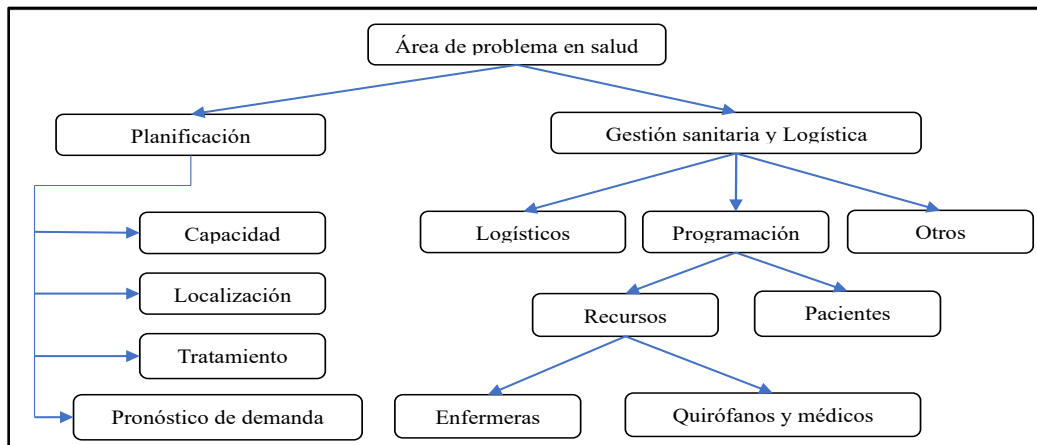 Área de problema en salud
Planificación
Gestión sanitaria y Logística
Capacidad
Localización
Tratamiento
Pronóstico de demanda
Logísticos
Programación
Otros
Recursos
Pacientes
Enfermeras
Quirófanos y médicos